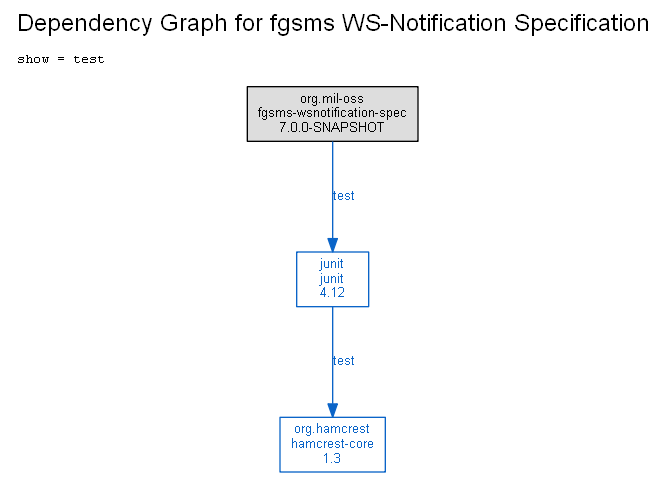 Dependency Graph for fgsms WS-Notification Specification
show = test
org.mil-oss
fgsms-wsnotification-spec
7.0.0-SNAPSHOT
test
junit
junit
4.12
test
org.hamcrest
hamcrest-core
1.3